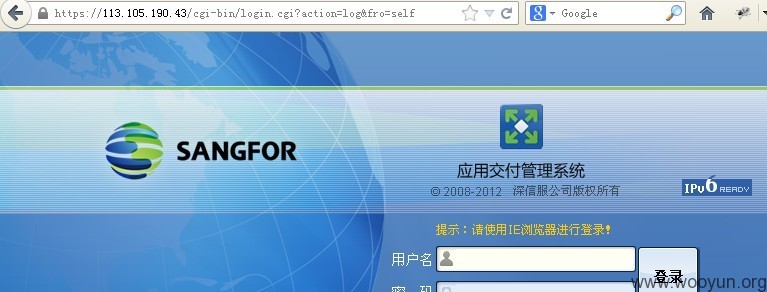 https://113.105.190.43/cgi-bin/login.cgi?action=log&fro=self
Google
SANGFOR
应用交付管理系统
© 2008-2012 深信服公司版权所有
IPv6 READY
提示：请使用IE浏览器进行登录!
用户名
登录
密 码
www.wooyun.org